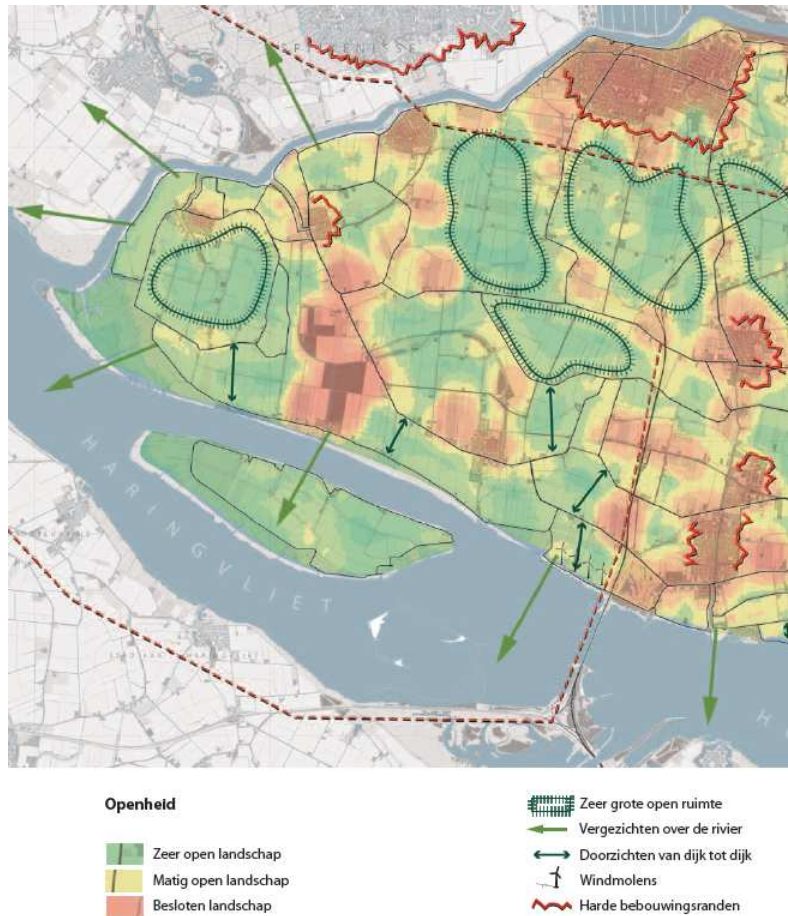 HARINGVLIET
Openheid
Zeer open landschap
Matig open landschap
Besloten landschap
Zeer grote open ruimte
Vergezichten over de rivier
Doorzichten van dijk tot dijk
Windmolens
Harde bebouwingsranden